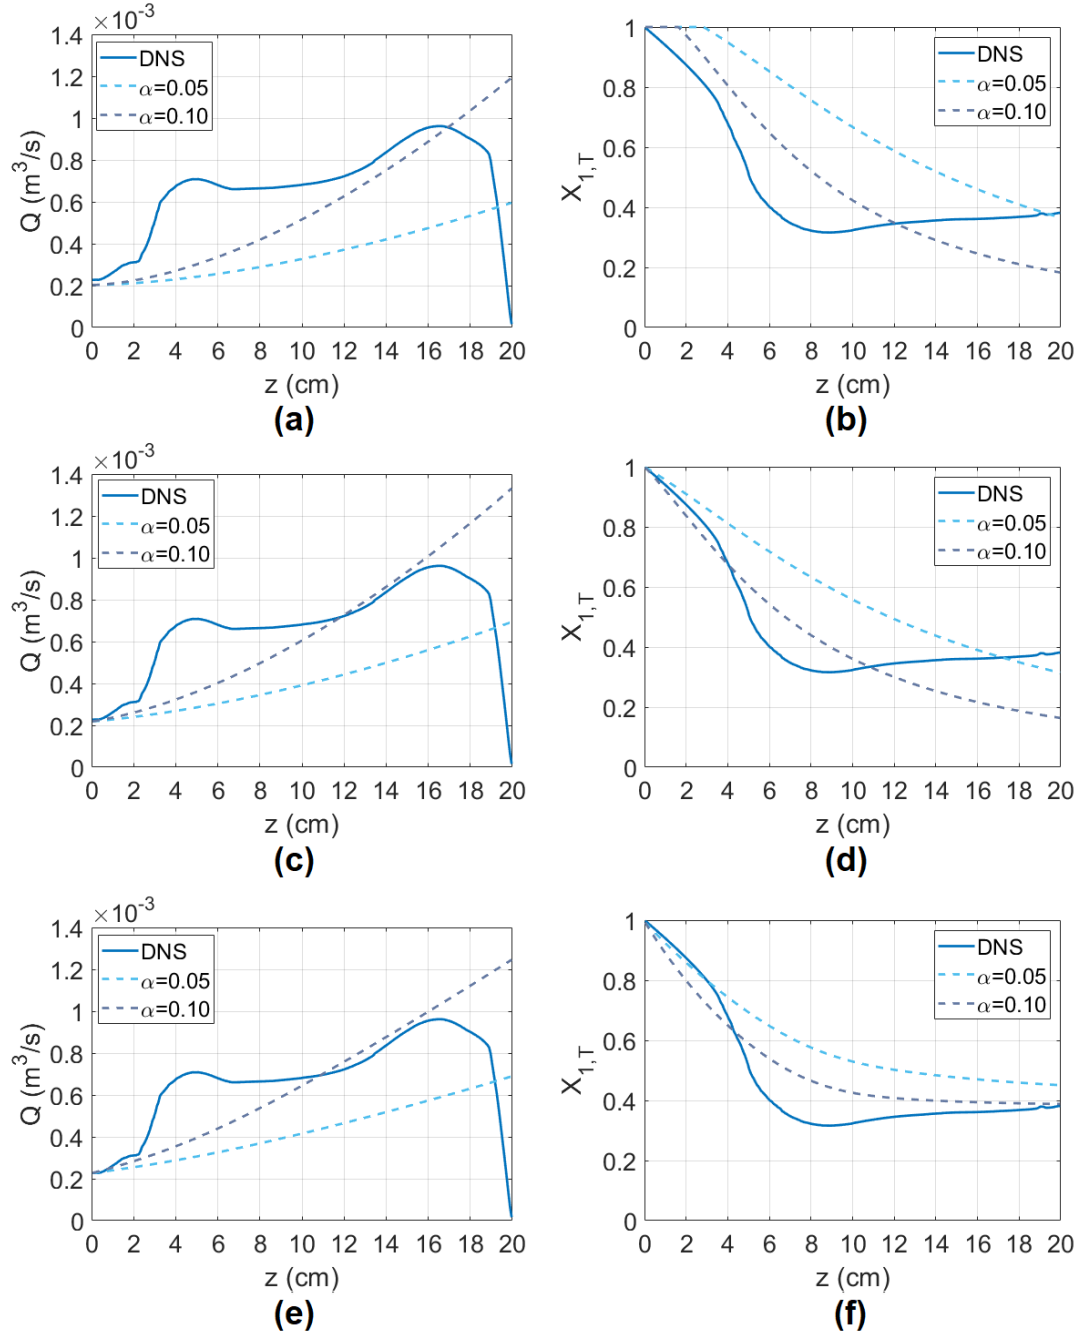 ×10⁻³
1.4
1.2
1
0.8
0.6
0.4
0.2
0
Q (m³/s)
DNS
α=0.05
α=0.10
0 2 4 6 8 10 12 14 16 18 20
z (cm)
(a)
1
0.8
0.6
0.4
0.2
0
X₁,T
DNS
α=0.05
α=0.10
0 2 4 6 8 10 12 14 16 18 20
z (cm)
(b)
×10⁻³
1.4
1.2
1
0.8
0.6
0.4
0.2
0
Q (m³/s)
DNS
α=0.05
α=0.10
0 2 4 6 8 10 12 14 16 18 20
z (cm)
(c)
1
0.8
0.6
0.4
0.2
0
X₁,T
DNS
α=0.05
α=0.10
0 2 4 6 8 10 12 14 16 18 20
z (cm)
(d)
×10⁻³
1.4
1.2
1
0.8
0.6
0.4
0.2
0
Q (m³/s)
DNS
α=0.05
α=0.10
0 2 4 6 8 10 12 14 16 18 20
z (cm)
(e)
1
0.8
0.6
0.4
0.2
0
X₁,T
DNS
α=0.05
α=0.10
0 2 4 6 8 10 12 14 16 18 20
z (cm)
(f)